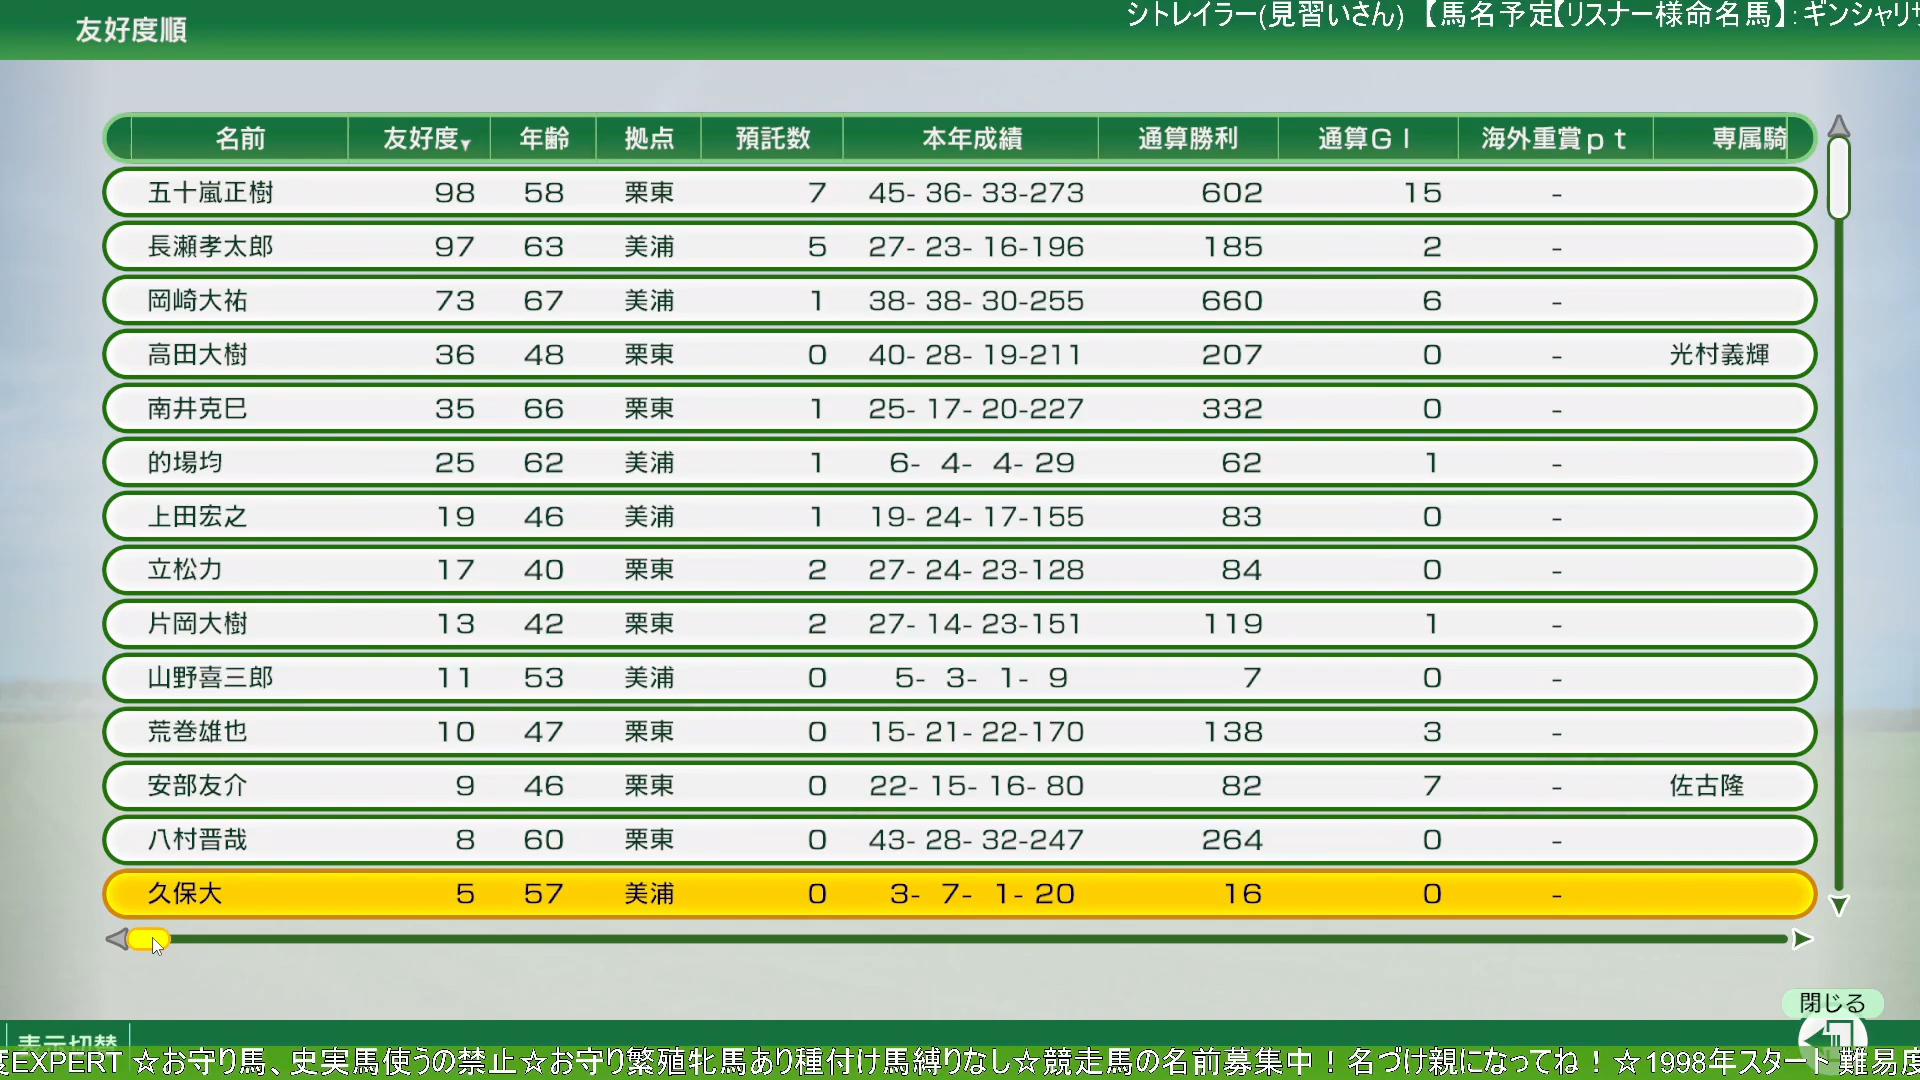 友好度順
シトレイラー(見習いさん) 【馬名予定【リスナー様命名馬】:ギンシャリ
名前 友好度▼ 年齢 拠点 預託数 本年成績 通算勝利 通算GⅠ 海外重賞pt 専属騎
五十嵐正樹 98 58 栗東 7 45- 36- 33-273 602 15 -
長瀬孝太郎 97 63 美浦 5 27- 23- 16-196 185 2 -
岡崎大祐 73 67 美浦 1 38- 38- 30-255 660 6 -
高田大樹 36 48 栗東 0 40- 28- 19-211 207 0 - 光村義輝
南井克巳 35 66 栗東 1 25- 17- 20-227 332 0 -
的場均 25 62 美浦 1 6- 4- 4- 29 62 1 -
上田宏之 19 46 美浦 1 19- 24- 17-155 83 0 -
立松力 17 40 栗東 2 27- 24- 23-128 84 0 -
片岡大樹 13 42 栗東 2 27- 14- 23-151 119 1 -
山野喜三郎 11 53 美浦 0 5- 3- 1- 9 7 0 -
荒巻雄也 10 47 栗東 0 15- 21- 22-170 138 3 -
安部友介 9 46 栗東 0 22- 15- 16- 80 82 7 - 佐古隆
八村晋哉 8 60 栗東 0 43- 28- 32-247 264 0 -
久保大 5 57 美浦 0 3- 7- 1- 20 16 0 -
閉じる
表示切替
度EXPERT ☆お守り馬、史実馬使うの禁止☆お守り繁殖牝馬あり種付け馬縛りなし☆競走馬の名前募集中！名づけ親になってね！☆1998年スタート 難易度